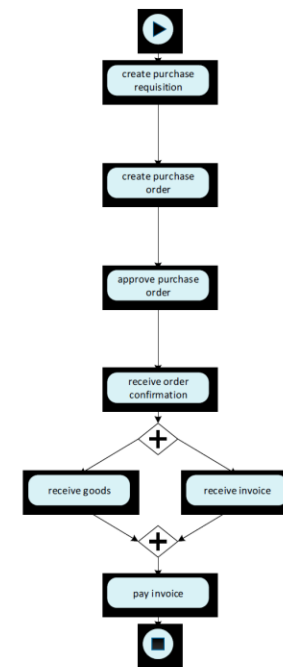 create purchase
requisition
create purchase
order
approve purchase
order
receive order
confirmation
receive goods
receive invoice
pay invoice